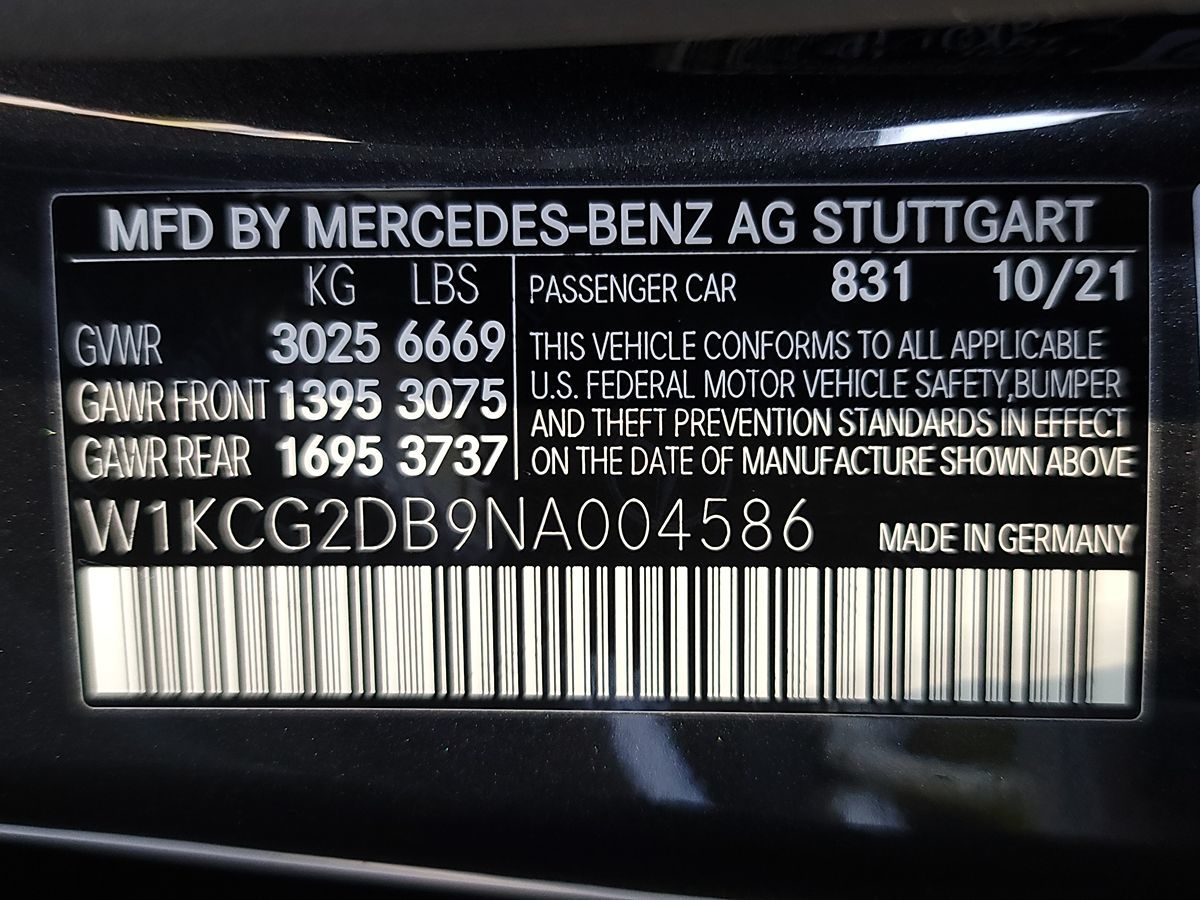 MFD BY MERCEDES-BENZ AG STUTTGART
KG LBS
GVWR 3025 6669
GAWR FRONT 1395 3075
GAWR REAR 1695 3737
PASSENGER CAR 831 10/21
THIS VEHICLE CONFORMS TO ALL APPLICABLE
U.S. FEDERAL MOTOR VEHICLE SAFETY,BUMPER
AND THEFT PREVENTION STANDARDS IN EFFECT
ON THE DATE OF MANUFACTURE SHOWN ABOVE
W1KCG2DB9NA004586
MADE IN GERMANY